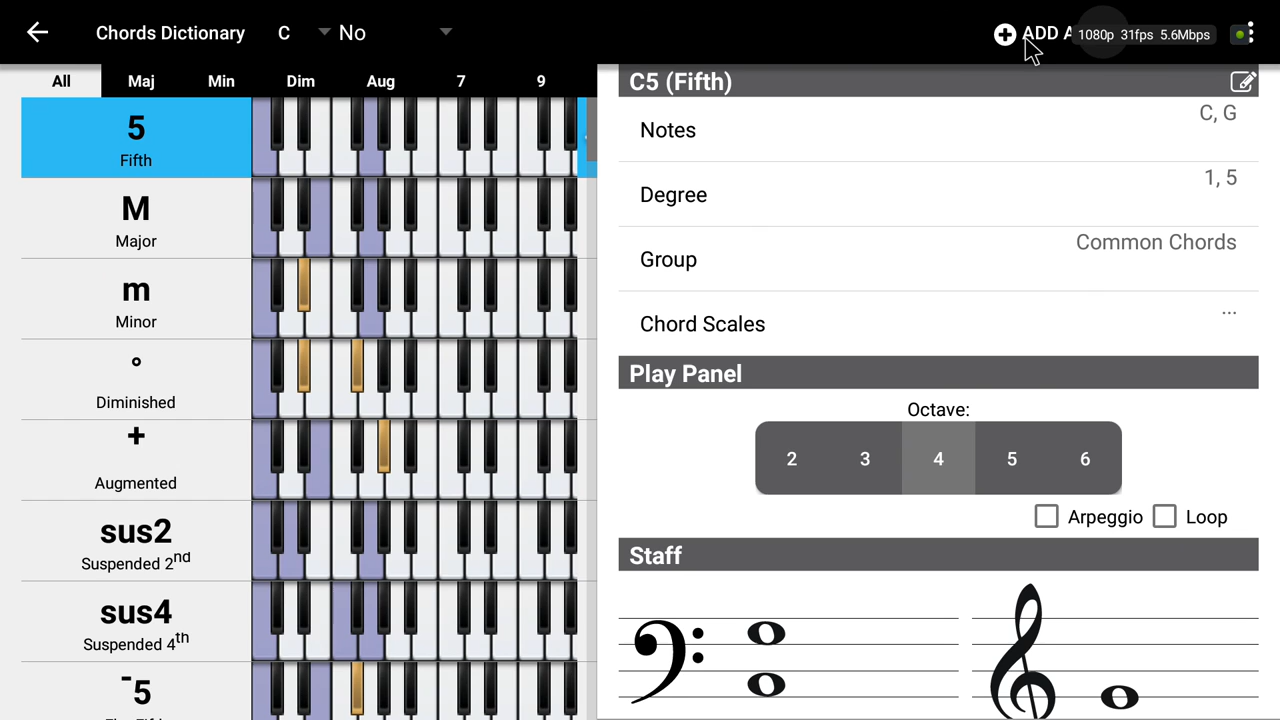 Chords Dictionary C No ADD A 1080p 31fps 5.6Mbps
All Maj Min Dim Aug 7 9
5
Fifth
M
Major
m
Minor
°
Diminished
+
Augmented
sus2
Suspended 2nd
sus4
Suspended 4th
-5
C5 (Fifth)
Notes C, G
Degree 1, 5
Group Common Chords
Chord Scales ...
Play Panel
Octave:
2 3 4 5 6
Arpeggio Loop
Staff